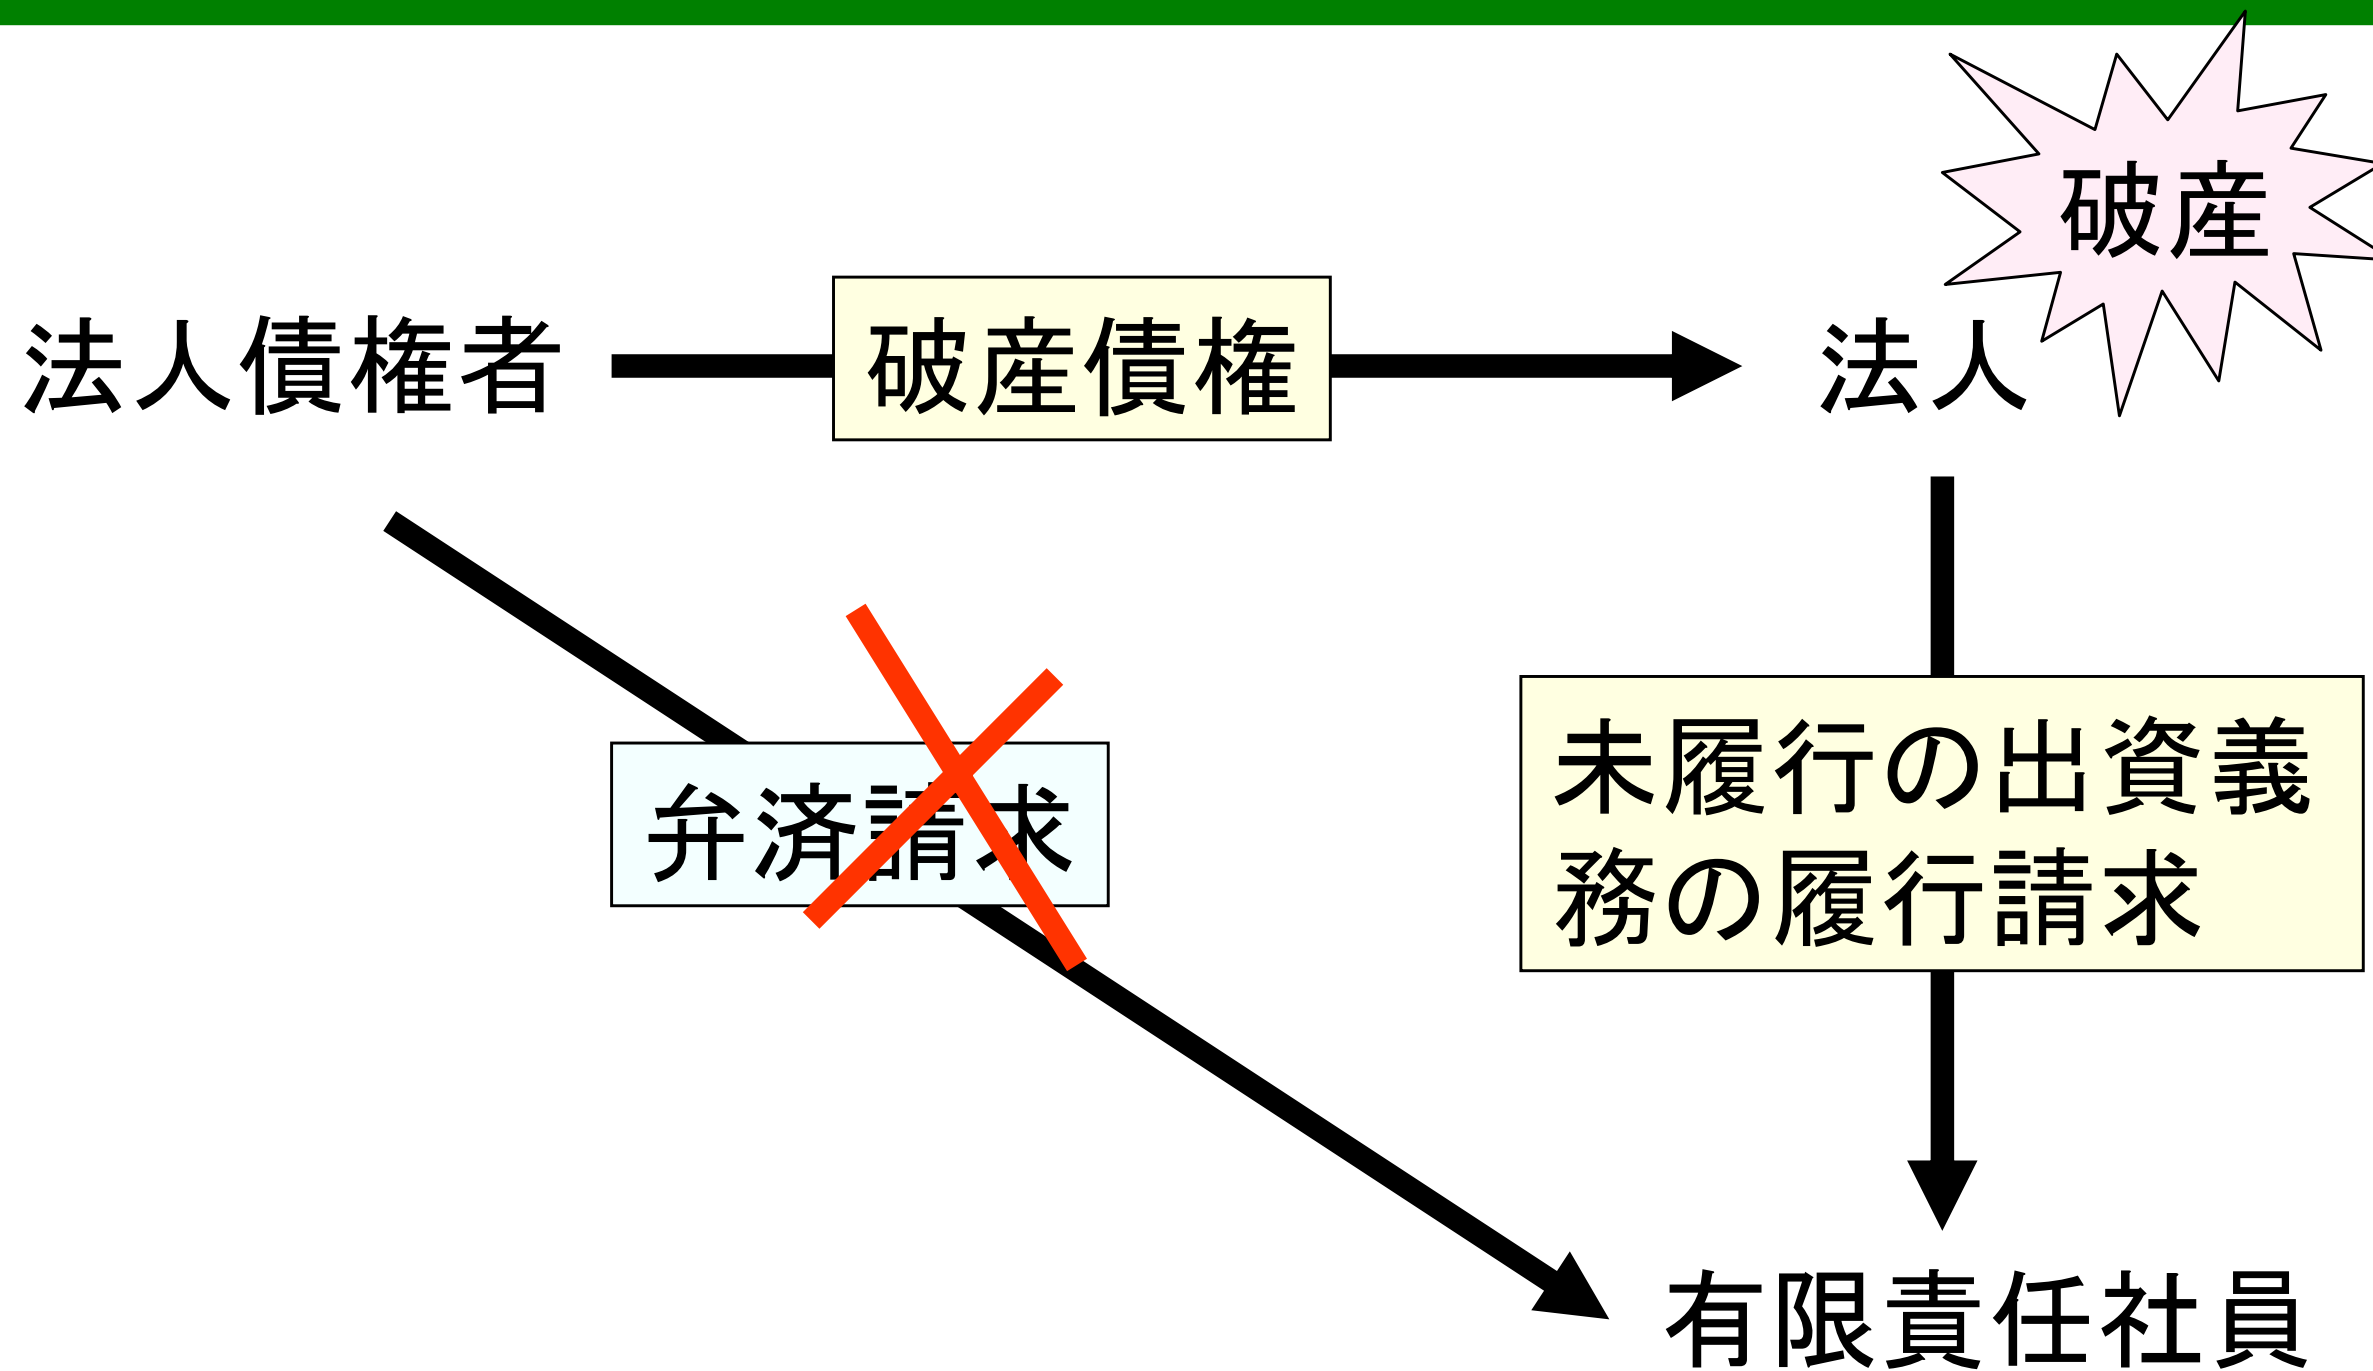 破産
法人債権者
破産債権
法人
未履行の出資義
務の履行請求
弁済請求
有限責任社員